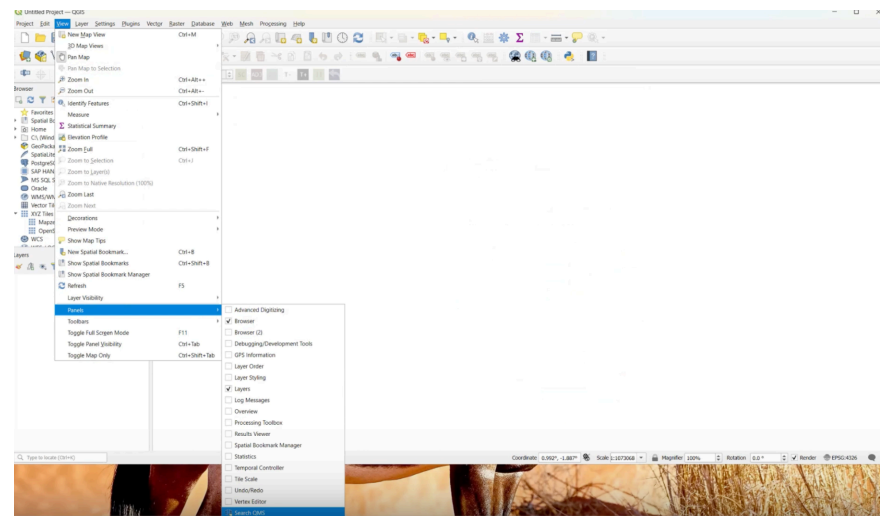 Untitled Project — QGIS
Project Edit View Layer Settings Plugins Vector Raster Database Web Mesh Processing Help
New Map View Ctrl+M
3D Map Views
Pan Map
Pan Map to Selection
Zoom In Ctrl+Alt++
Zoom Out Ctrl+Alt+-
Identify Features Ctrl+Shift+I
Measure
Statistical Summary
Elevation Profile
Zoom Full Ctrl+Shift+F
Zoom to Selection Ctrl+J
Zoom to Layer(s)
Zoom to Native Resolution (100%)
Zoom Last
Zoom Next
Decorations
Preview Mode
Show Map Tips
New Spatial Bookmark... Ctrl+B
Show Spatial Bookmarks Ctrl+Shift+B
Show Spatial Bookmark Manager
Refresh F5
Layer Visibility
Panels
Toolbars
Toggle Full Screen Mode F11
Toggle Panel Visibility Ctrl+Tab
Toggle Map Only Ctrl+Shift+Tab
Browser
Favorites
Spatial Bo
Home
C:\ (Wind
GeoPacka
SpatiaLite
PostgreS
SAP HAN
MS SQL S
Oracle
WMS/WM
Vector Til
XYZ Tiles
Mapze
OpenS
WCS
Layers
Advanced Digitizing
Browser
Browser (2)
Debugging/Development Tools
GPS Information
Layer Order
Layer Styling
Layers
Log Messages
Overview
Processing Toolbox
Results Viewer
Spatial Bookmark Manager
Statistics
Temporal Controller
Tile Scale
Undo/Redo
Vertex Editor
Search QMS
Type to locate (Ctrl+K)
Coordinate 0.992°, -1.887° Scale 1:1073068 Magnifier 100% Rotation 0.0 ° Render EPSG:4326